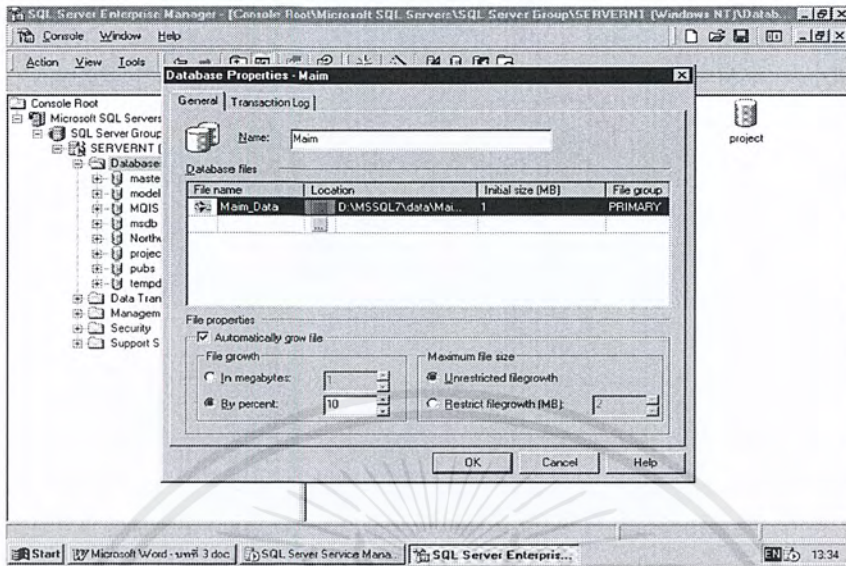 SQL Server Enterprise Manager - [Console Root\Microsoft SQL Servers\SQL Server Group\SERVERNT (Windows NT)\Datab...
Console Window Help
Action View Tools
Database Properties - Maim
General Transaction Log
Console Root
Microsoft SQL Servers
SQL Server Group
SERVERNT (
Database
maste
model
MQIS
msdb
Northw
projec
pubs
tempd
Data Tran
Managem
Security
Support S
Name: Maim
Database files
File name Location Initial size (MB) File group
Maim_Data D:\MSSQL7\data\Mai... 1 PRIMARY
...
File properties
Automatically grow file
File growth
In megabytes: 1
By percent: 10
Maximum file size
Unrestricted filegrowth
Restrict filegrowth (MB): 2
OK Cancel Help
project
Start Microsoft Word - บทที่ 3.doc SQL Server Service Mana... SQL Server Enterpris... EN 13:34